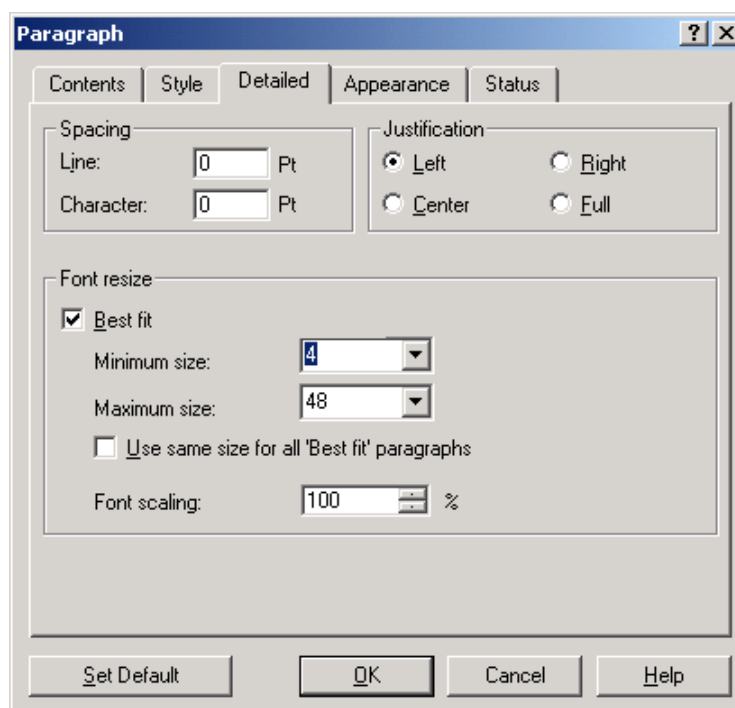 Paragraph
Contents Style Detailed Appearance Status
Spacing
Line: 0 Pt
Character: 0 Pt
Justification
Left Right
Center Full
Font resize
Best fit
Minimum size: 4
Maximum size: 48
Use same size for all 'Best fit' paragraphs
Font scaling: 100 %
Set Default OK Cancel Help